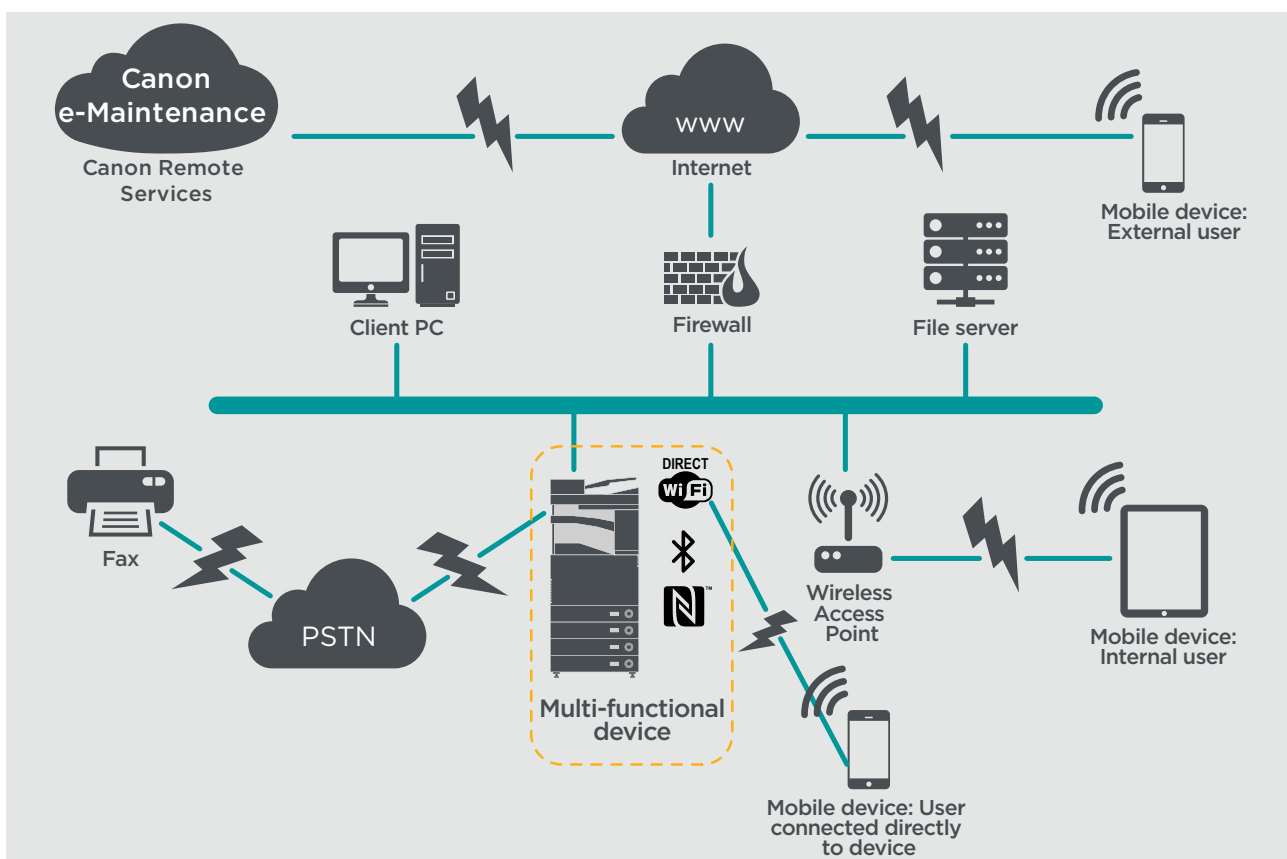 Canon
e-Maintenance
Canon Remote
Services
www
Internet
Mobile device:
External user
Client PC
Firewall
File server
Fax
PSTN
DIRECT
Wi Fi
N™
Multi-functional
device
Wireless
Access
Point
Mobile device:
Internal user
Mobile device: User
connected directly
to device